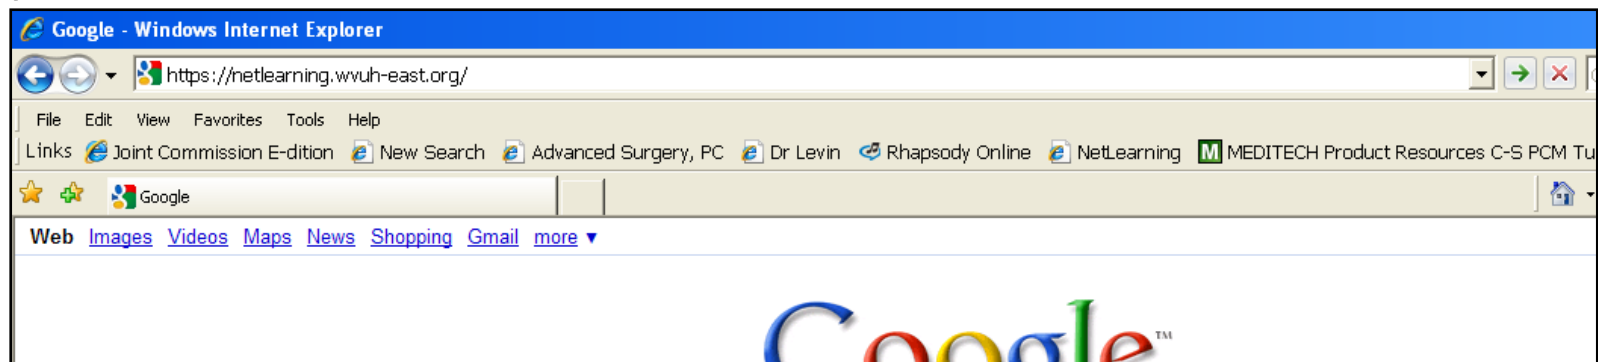 Google - Windows Internet Explorer
https://netlearning.wvuh-east.org/
File Edit View Favorites Tools Help
Links Joint Commission E-dition New Search Advanced Surgery, PC Dr Levin Rhapsody Online NetLearning M MEDITECH Product Resources C-S PCM Tu
Google
Web Images Videos Maps News Shopping Gmail more ▼
Google™